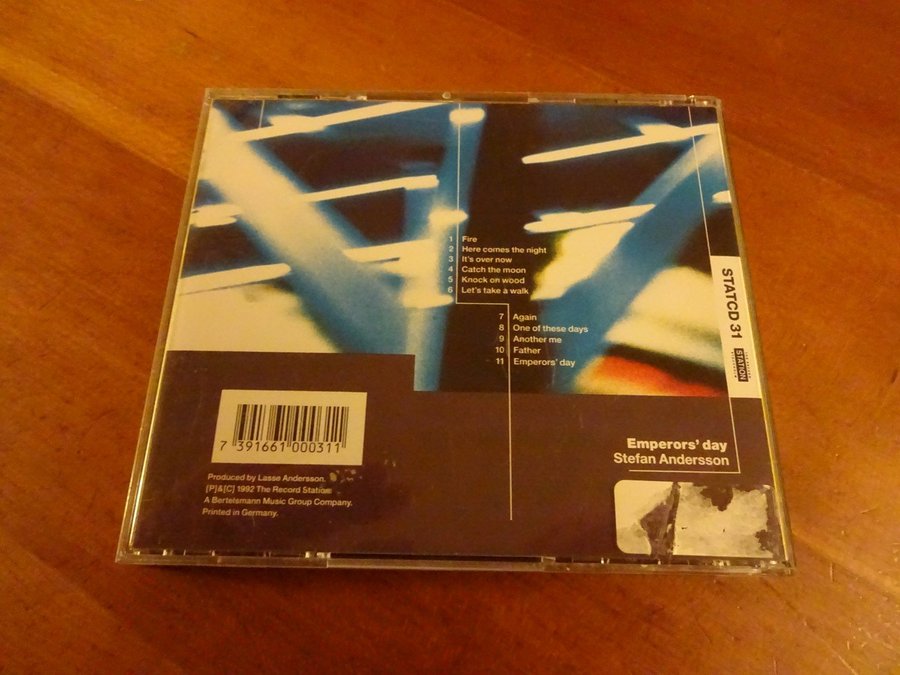 1 Fire
2 Here comes the night
3 It's over now
4 Catch the moon
5 Knock on wood
6 Let's take a walk
7 Again
8 One of these days
9 Another me
10 Father
11 Emperors' day
STATCD 31
STATION
7 391661 000311
Produced by Lasse Andersson.
[P]&[C] 1992 The Record Station.
A Bertelsmann Music Group Company.
Printed in Germany.
Emperors' day
Stefan Andersson